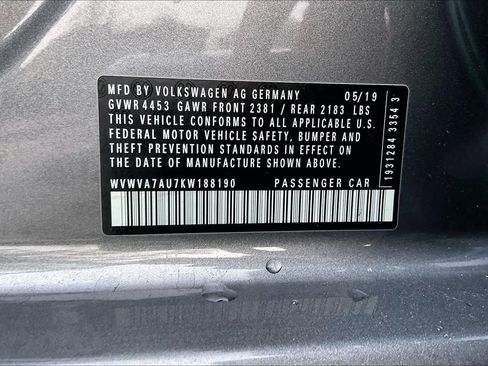 MFD BY VOLKSWAGEN AG GERMANY 05/19
GVWR 4453 GAWR FRONT 2381 / REAR 2183 LBS
THIS VEHICLE CONFORMS TO ALL APPLICABLE U.S.
FEDERAL MOTOR VEHICLE SAFETY, BUMPER AND
THEFT PREVENTION STANDARDS IN EFFECT ON
THE DATE OF MANUFACTURE SHOWN ABOVE.
WVWVA7AU7KW188190 PASSENGER CAR
1931284 3354 3